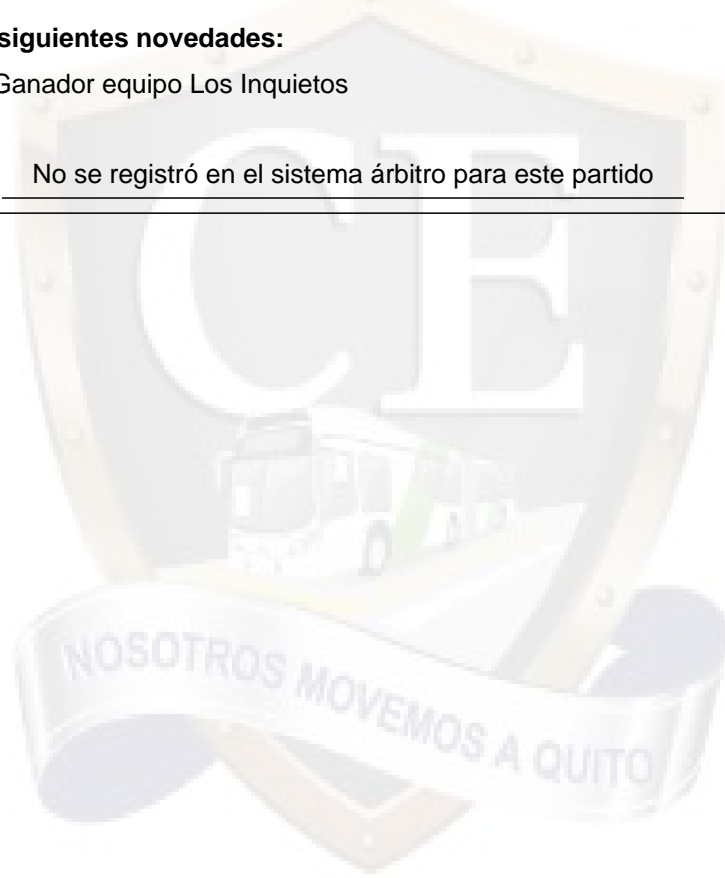 siguientes novedades:
Ganador equipo Los Inquietos
No se registró en el sistema árbitro para este partido
CE
NOSOTROS MOVEMOS A QUITO